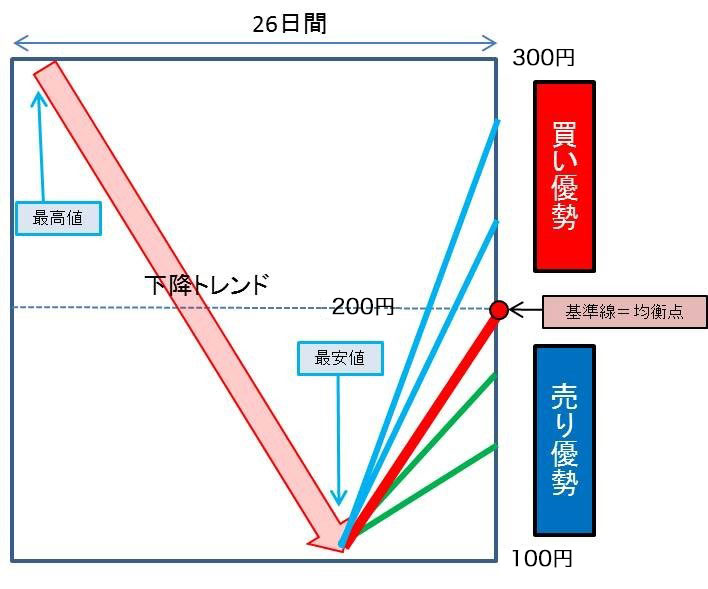 26日間
300円
買い優勢
最高値
下降トレンド
200円
基準線＝均衡点
最安値
売り優勢
100円